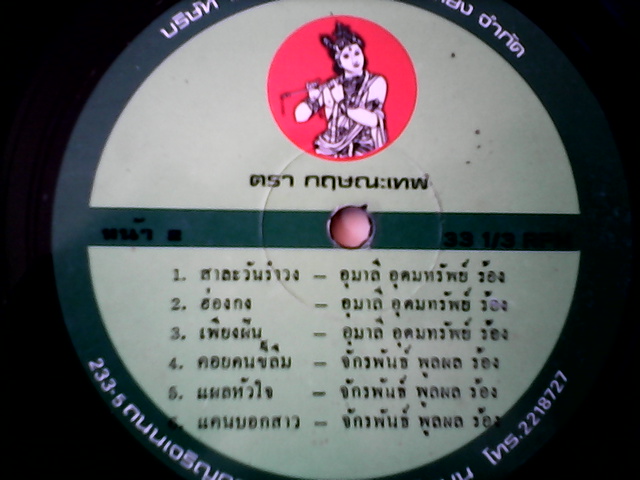 บริษัท
จำกัด
ตรา กฤษณะเทพ
หน้า
33 1/3 RPM
1. สาละวันรำวง – อุมาลี อุดมทรัพย์ ร้อง
2. ฮ่องกง – อุมาลี อุดมทรัพย์ ร้อง
3. เพียงฝัน – อุมาลี อุดมทรัพย์ ร้อง
4. คอยคนขี้ลืม – จักรพันธ์ พูลผล ร้อง
5. แผลหัวใจ – จักรพันธ์ พูลผล ร้อง
6. แคนบอกสาว – จักรพันธ์ พูลผล ร้อง
233-5
โทร.2218727